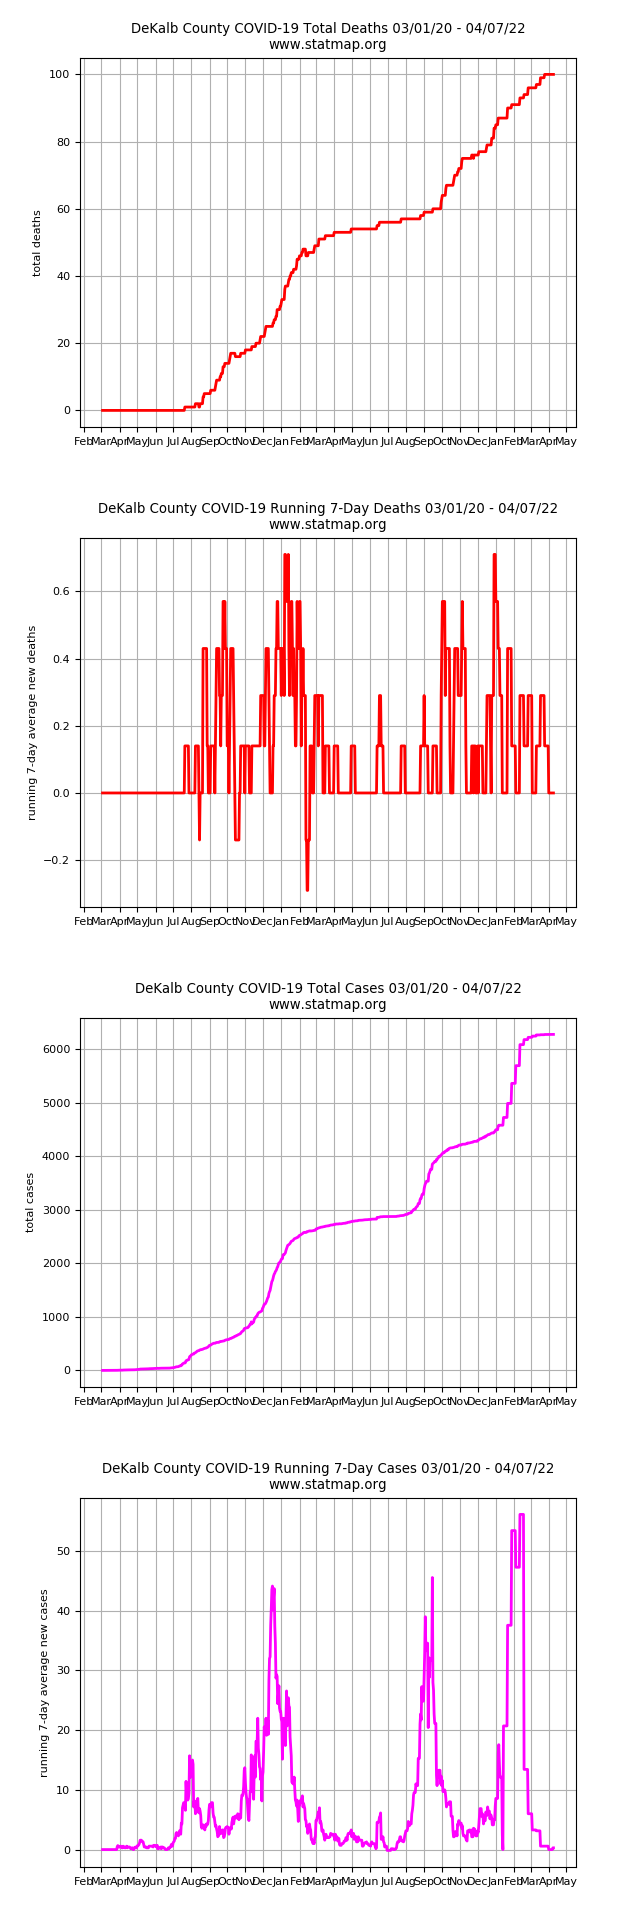 DeKalb County COVID-19 Total Deaths 03/01/20 - 04/07/22
www.statmap.org
100
80
60
40
20
0
total deaths
Feb Mar Apr May Jun Jul Aug Sep Oct Nov Dec Jan Feb Mar Apr May Jun Jul Aug Sep Oct Nov Dec Jan Feb Mar Apr May
DeKalb County COVID-19 Running 7-Day Deaths 03/01/20 - 04/07/22
www.statmap.org
0.6
0.4
0.2
0.0
−0.2
running 7-day average new deaths
Feb Mar Apr May Jun Jul Aug Sep Oct Nov Dec Jan Feb Mar Apr May Jun Jul Aug Sep Oct Nov Dec Jan Feb Mar Apr May
DeKalb County COVID-19 Total Cases 03/01/20 - 04/07/22
www.statmap.org
6000
5000
4000
3000
2000
1000
0
total cases
Feb Mar Apr May Jun Jul Aug Sep Oct Nov Dec Jan Feb Mar Apr May Jun Jul Aug Sep Oct Nov Dec Jan Feb Mar Apr May
DeKalb County COVID-19 Running 7-Day Cases 03/01/20 - 04/07/22
www.statmap.org
50
40
30
20
10
0
running 7-day average new cases
Feb Mar Apr May Jun Jul Aug Sep Oct Nov Dec Jan Feb Mar Apr May Jun Jul Aug Sep Oct Nov Dec Jan Feb Mar Apr May